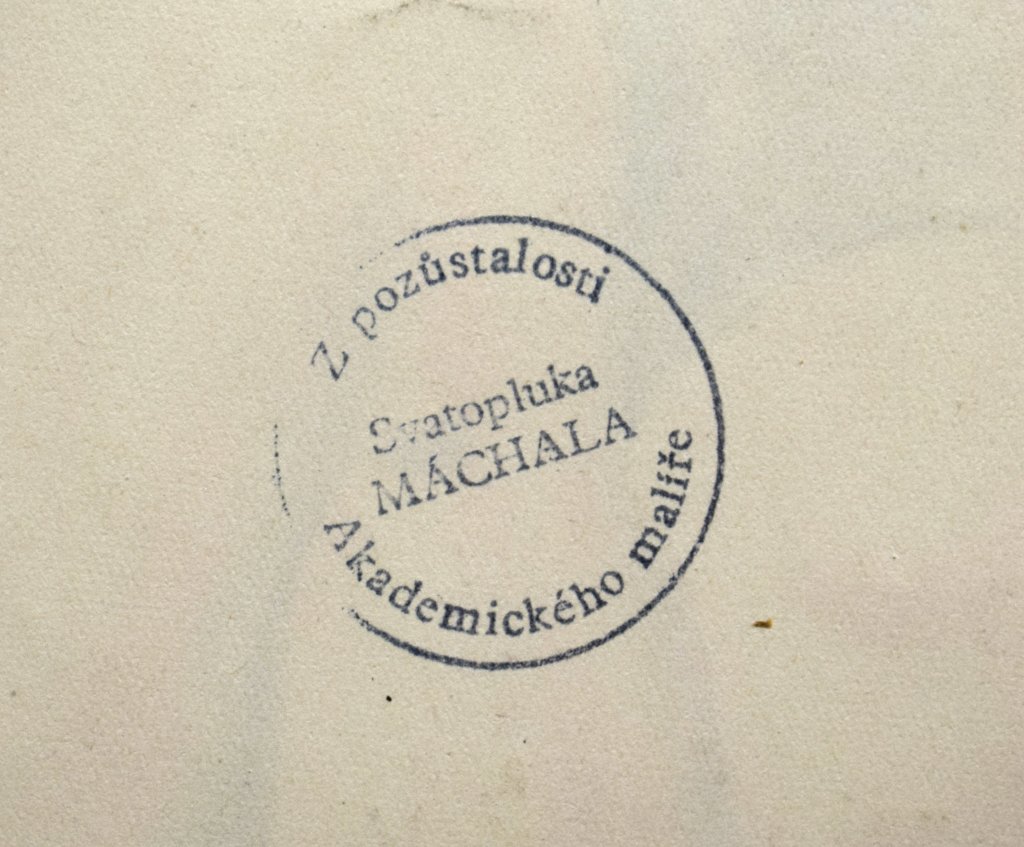 Z pozůstalosti
Svatopluka
MÁCHALA
Akademického malíře